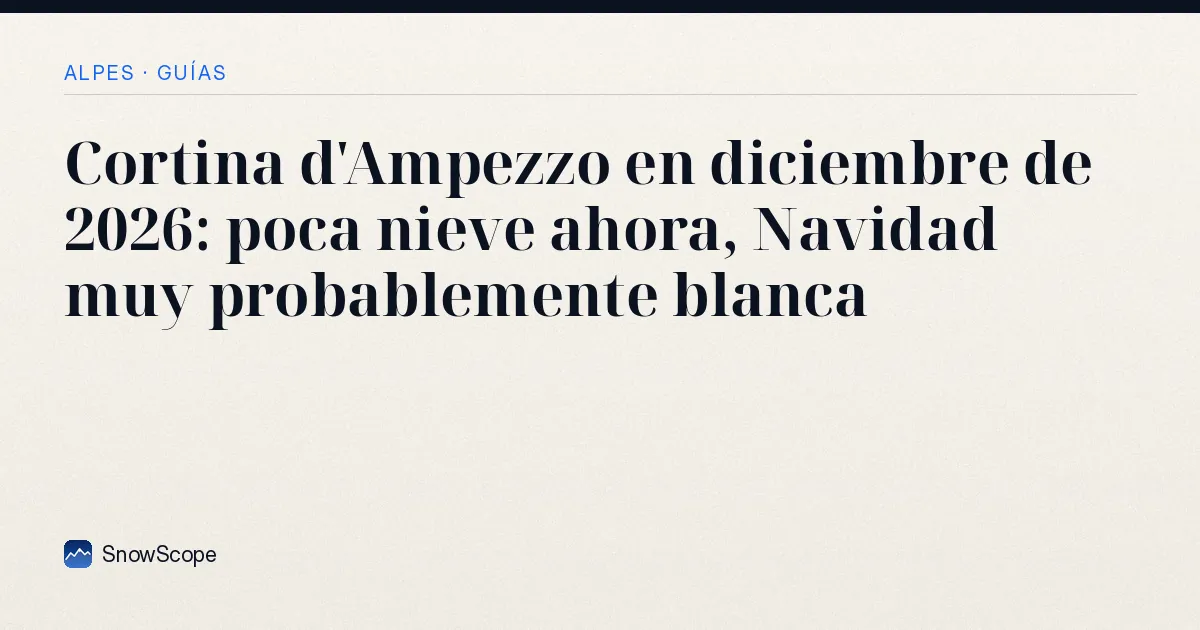 ALPES · GUÍAS
Cortina d'Ampezzo en diciembre de
2026: poca nieve ahora, Navidad
muy probablemente blanca
SnowScope